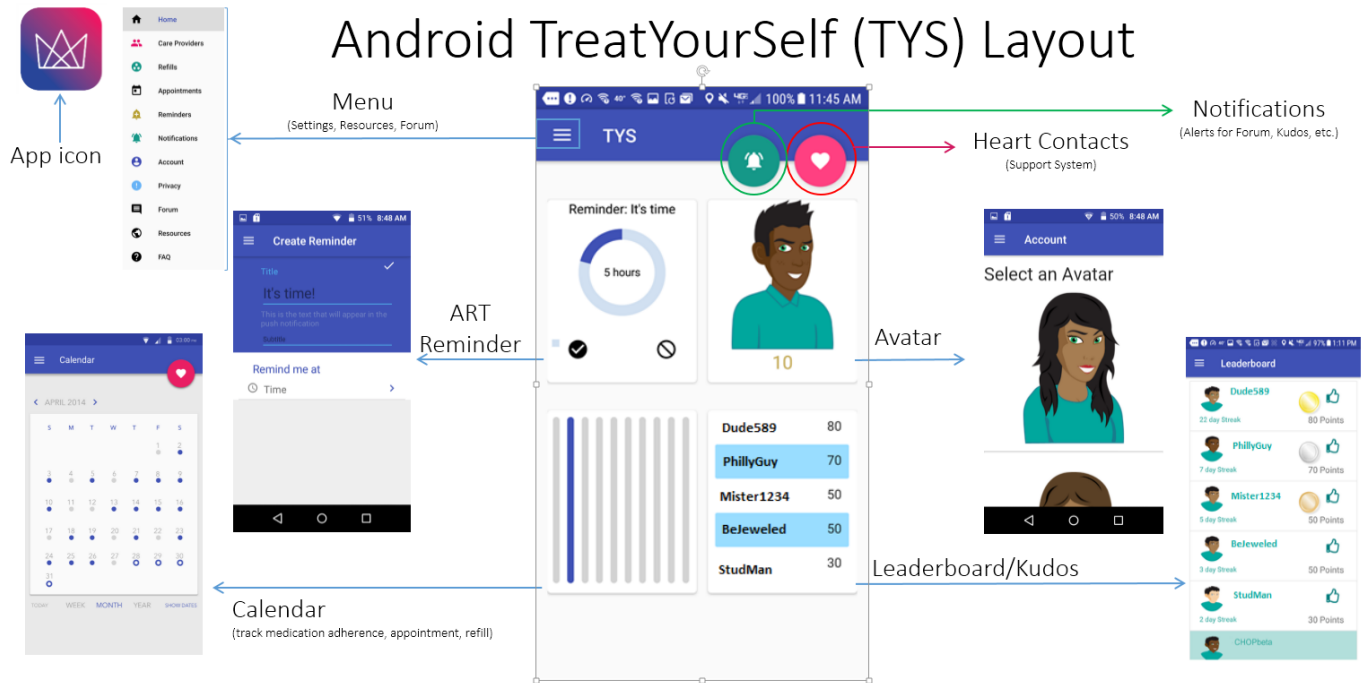 Android TreatYourSelf (TYS) Layout
App icon
Home
Care Providers
Refills
Appointments
Reminders
Notifications
Account
Privacy
Forum
Resources
FAQ
Menu
(Settings, Resources, Forum)
40°
100% 11:45 AM
TYS
Notifications
(Alerts for Forum, Kudos, etc.)
Heart Contacts
(Support System)
51% 8:48 AM
Create Reminder
Title
It's time!
This is the text that will appear in the
push notification
Subtitle
Remind me at
Time
ART
Reminder
Reminder: It's time
5 hours
10
Avatar
50% 8:48 AM
Account
Select an Avatar
Calendar
APRIL 2014
S M T W T F S
1 2
3 4 5 6 7 8 9
10 11 12 13 14 15 16
17 18 19 20 21 22 23
24 25 26 27 28 29 30
31
TODAY WEEK MONTH YEAR SHOW DATES
Calendar
(track medication adherence, appointment, refill)
Dude589 80
PhillyGuy 70
Mister1234 50
BeJeweled 50
StudMan 30
Leaderboard/Kudos
97% 1:11 PM
Leaderboard
Dude589
22 day Streak 80 Points
PhillyGuy
7 day Streak 70 Points
Mister1234
5 day Streak 50 Points
BeJeweled
3 day Streak 50 Points
StudMan
2 day Streak 30 Points
CHOPbeta